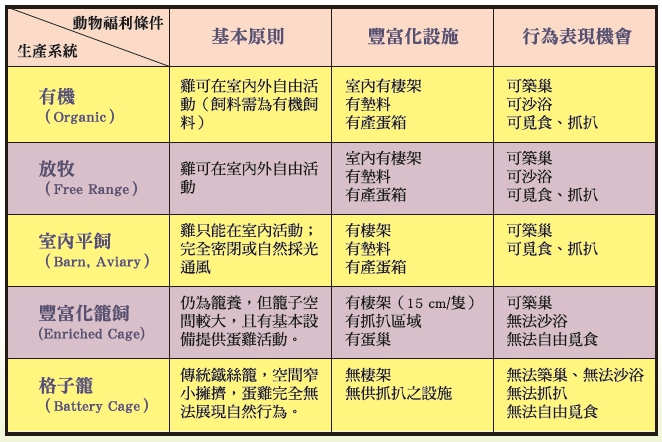 動物福利條件
生產系統
基本原則
豐富化設施
行為表現機會
有機
（Organic）
雞可在室內外自由活
動（飼料需為有機飼
料）
室內有棲架
有墊料
有產蛋箱
可築巢
可沙浴
可覓食、抓扒
放牧
（Free Range）
雞可在室內外自由活
動
室內有棲架
有墊料
有產蛋箱
可築巢
可沙浴
可覓食、抓扒
室內平飼
（Barn, Aviary）
雞只能在室內活動；
完全密閉或自然採光
通風
有棲架
有墊料
有產蛋箱
可築巢
可覓食、抓扒
豐富化籠飼
(Enriched Cage)
仍為籠養，但籠子空
間較大，且有基本設
備提供蛋雞活動。
有棲架（15 cm/隻）
有抓扒區域
有蛋巢
可築巢
無法沙浴
無法自由覓食
格子籠
（Battery Cage）
傳統鐵絲籠，空間窄
小擁擠，蛋雞完全無
法展現自然行為。
無棲架
無供抓扒之設施
無法築巢、無法沙浴
無法抓扒
無法自由覓食